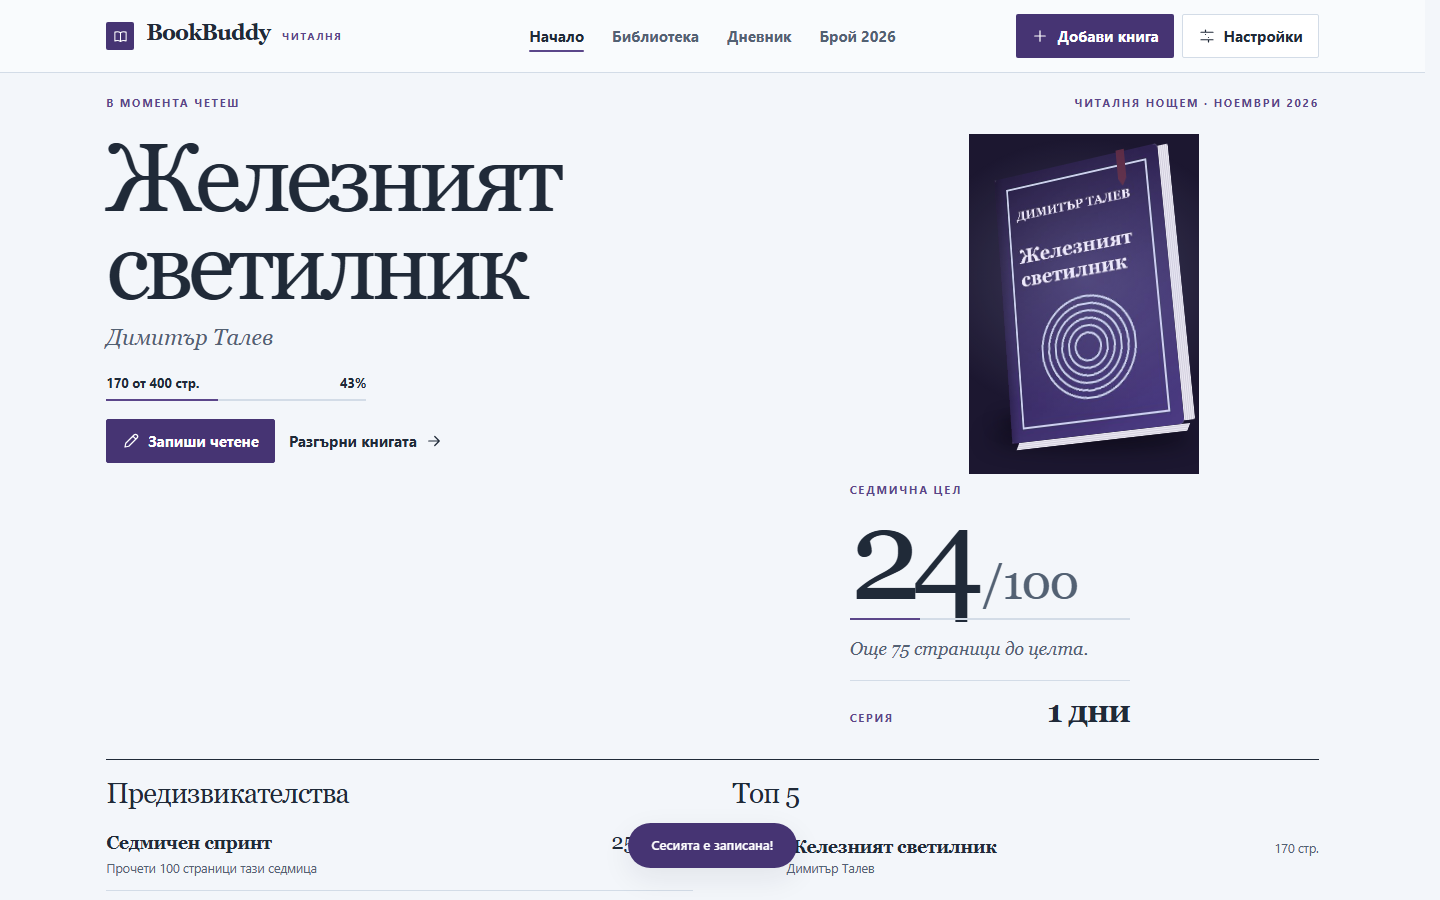 BookBuddy ЧИТАЛНЯ
Начало
Библиотека
Дневник
Брой 2026
Добави книга
Настройки
В МОМЕНТА ЧЕТЕШ
ЧИТАЛНЯ НОЩЕМ · НОЕМВРИ 2026
Железният
светилник
Димитър Талев
170 от 400 стр.
43%
Запиши четене
Разгърни книгата
ДИМИТЪР ТАЛЕВ
Железният
светилник
СЕДМИЧНА ЦЕЛ
24/100
Още 75 страници до целта.
СЕРИЯ
1 дни
Предизвикателства
Седмичен спринт
Прочети 100 страници тази седмица
Топ 5
Железният светилник
Димитър Талев
170 стр.
Сесията е записана!